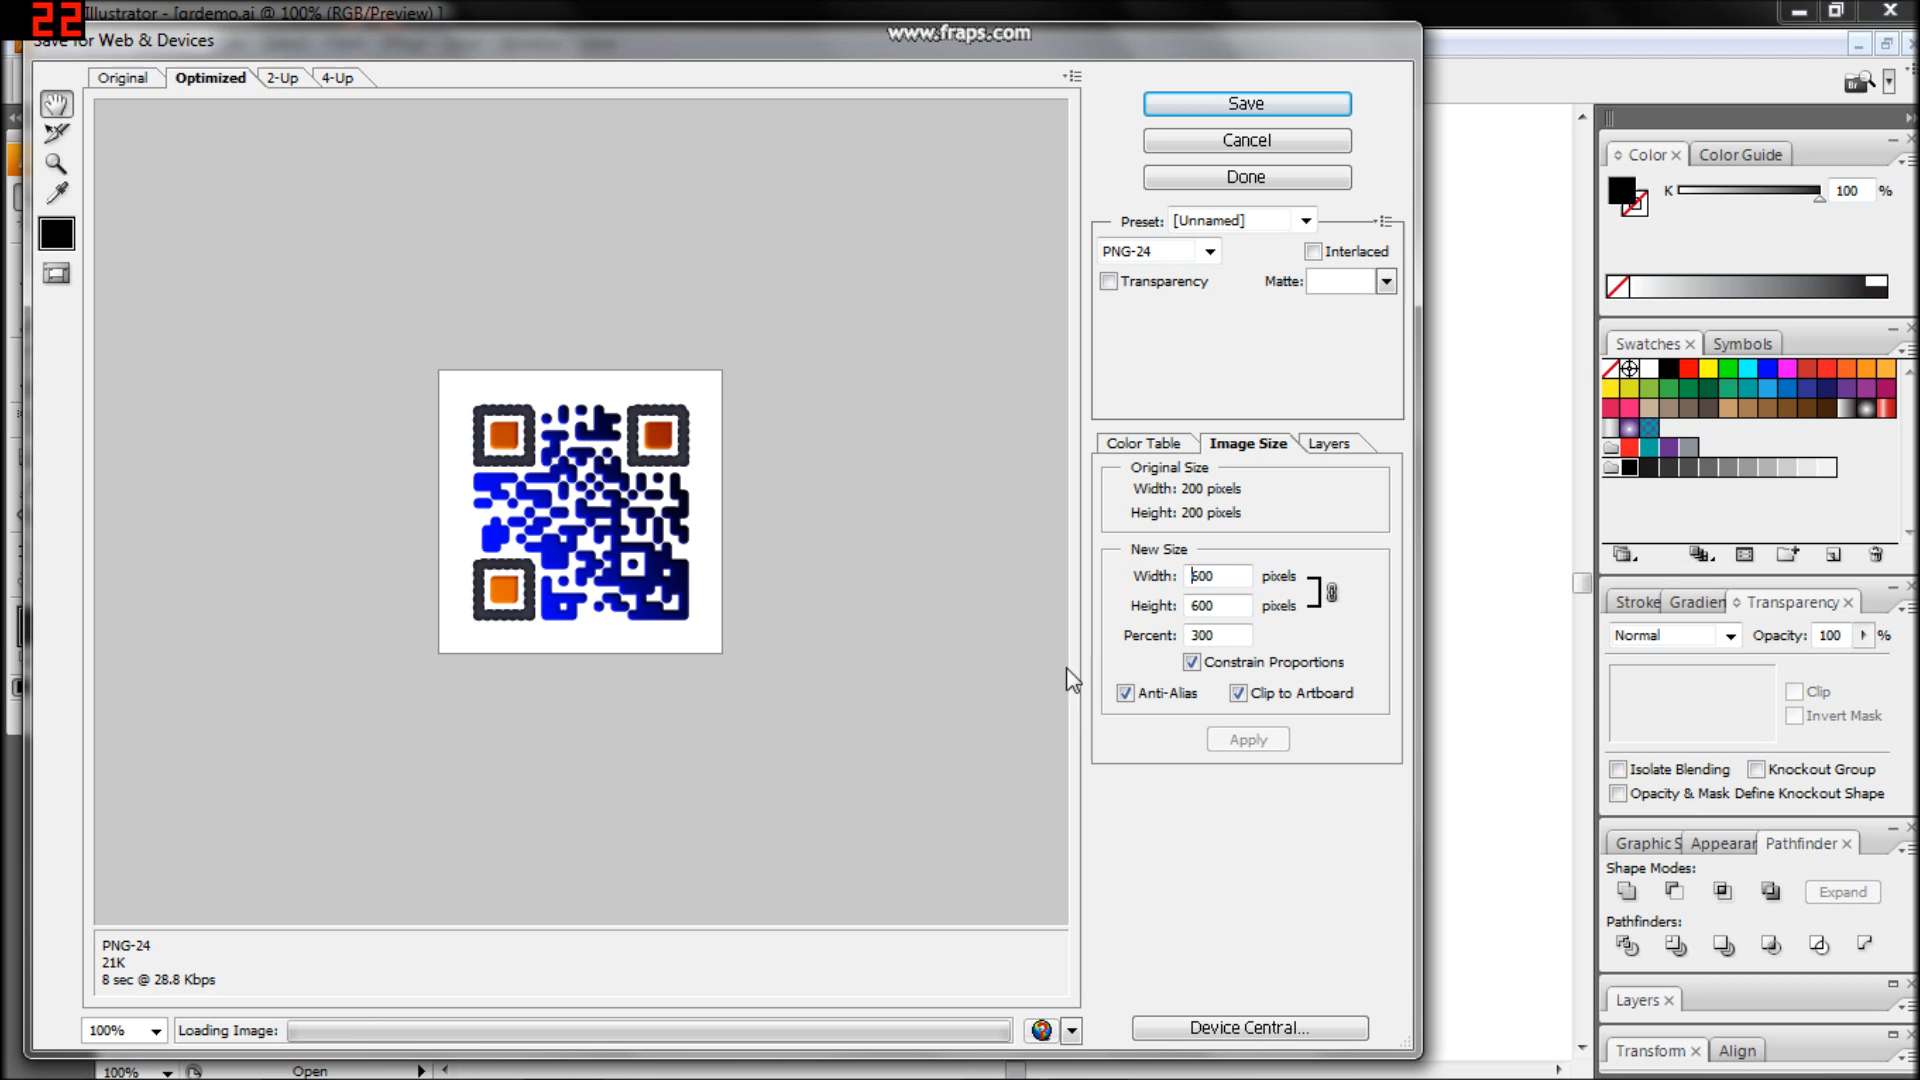 22
Illustrator - [qrdemo.ai @ 100% (RGB/Preview) ]
www.fraps.com
Save for Web & Devices
Original
Optimized
2-Up
4-Up
Save
Cancel
Done
Preset: [Unnamed]
PNG-24
Interlaced
Transparency
Matte:
Color Table
Image Size
Layers
Original Size
Width: 200 pixels
Height: 200 pixels
New Size
Width: 600 pixels
Height: 600 pixels
Percent: 300
Constrain Proportions
Anti-Alias
Clip to Artboard
Apply
PNG-24
21K
8 sec @ 28.8 Kbps
100%
Loading Image:
Device Central...
100%
Open
Br
Color
Color Guide
K
100 %
Swatches
Symbols
Stroke
Gradien
Transparency
Normal
Opacity: 100 %
Clip
Invert Mask
Isolate Blending
Knockout Group
Opacity & Mask Define Knockout Shape
Graphic S
Appearar
Pathfinder
Shape Modes:
Expand
Pathfinders:
Layers
Transform
Align